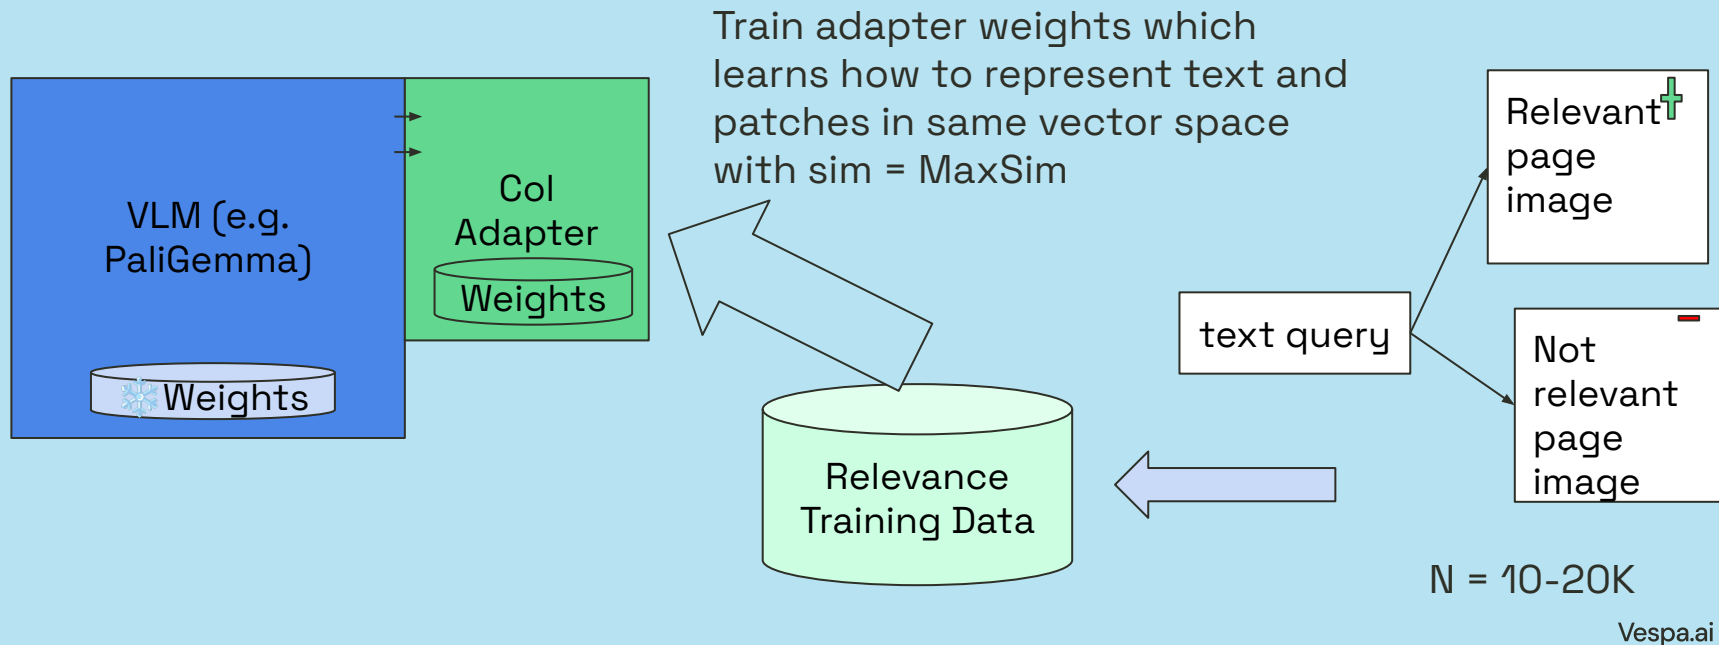 Train adapter weights which
learns how to represent text and
patches in same vector space
with sim = MaxSim
VLM (e.g.
PaliGemma)
Weights
Col
Adapter
Weights
Relevance
Training Data
text query
Relevant
page
image
Not
relevant
page
image
N = 10-20K
Vespa.ai